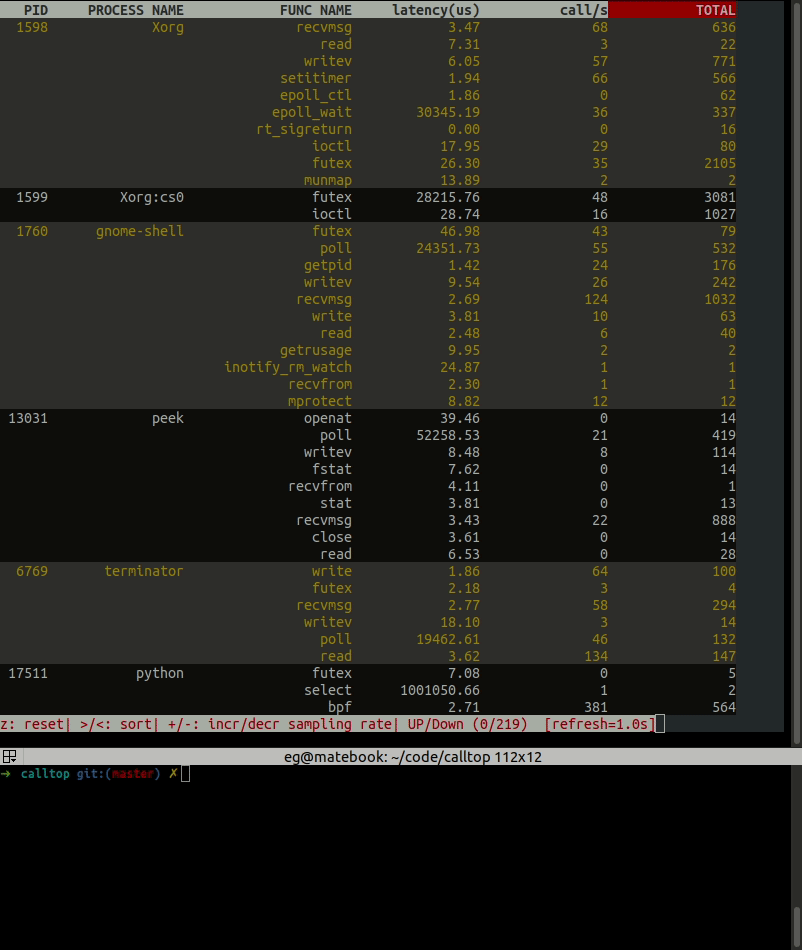 PID PROCESS NAME FUNC NAME latency(us) call/s TOTAL
1598 Xorg recvmsg 3.47 68 636
read 7.31 3 22
writev 6.05 57 771
setitimer 1.94 66 566
epoll_ctl 1.86 0 62
epoll_wait 30345.19 36 337
rt_sigreturn 0.00 0 16
ioctl 17.95 29 80
futex 26.30 35 2105
munmap 13.89 2 2
1599 Xorg:cs0 futex 28215.76 48 3081
ioctl 28.74 16 1027
1760 gnome-shell futex 46.98 43 79
poll 24351.73 55 532
getpid 1.42 24 176
writev 9.54 26 242
recvmsg 2.69 124 1032
write 3.81 10 63
read 2.48 6 40
getrusage 9.95 2 2
inotify_rm_watch 24.87 1 1
recvfrom 2.30 1 1
mprotect 8.82 12 12
13031 peek openat 39.46 0 14
poll 52258.53 21 419
writev 8.48 8 114
fstat 7.62 0 14
recvfrom 4.11 0 1
stat 3.81 0 13
recvmsg 3.43 22 888
close 3.61 0 14
read 6.53 0 28
6769 terminator write 1.86 64 100
futex 2.18 3 4
recvmsg 2.77 58 294
writev 18.10 3 14
poll 19462.61 46 132
read 3.62 134 147
17511 python futex 7.08 0 5
select 1001050.66 1 2
bpf 2.71 381 564
z: reset| >/<: sort| +/-: incr/decr sampling rate| UP/Down (0/219) [refresh=1.0s]
eg@matebook: ~/code/calltop 112x12
→ calltop git:(master) ✗